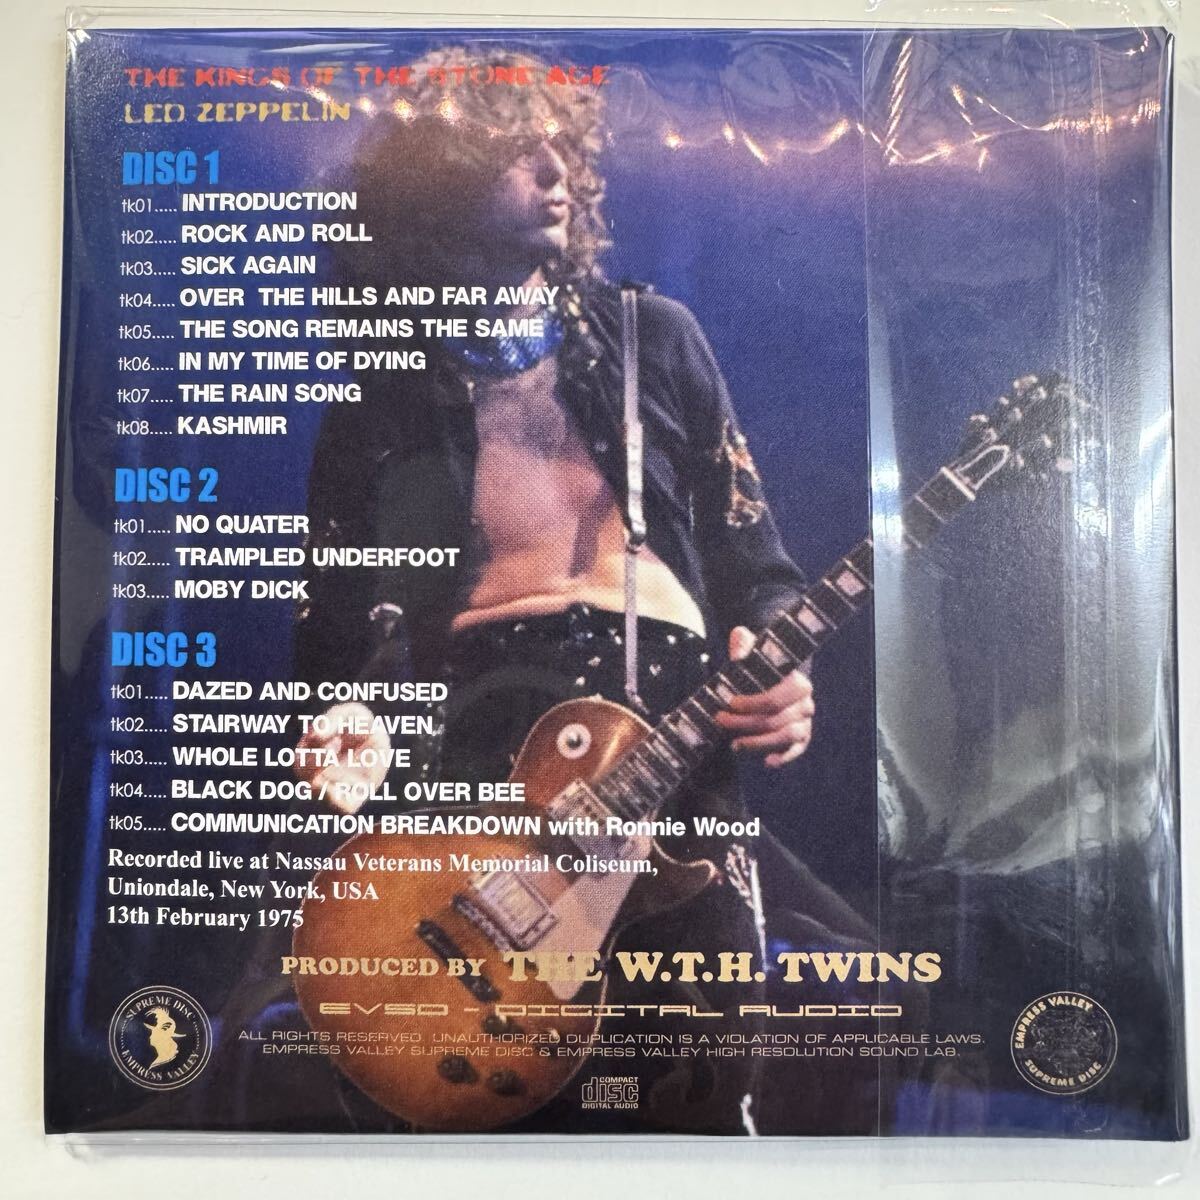 THE KINGS OF THE STONE AGE
LED ZEPPELIN
DISC 1
tk01..... INTRODUCTION
tk02..... ROCK AND ROLL
tk03..... SICK AGAIN
tk04..... OVER THE HILLS AND FAR AWAY
tk05..... THE SONG REMAINS THE SAME
tk06..... IN MY TIME OF DYING
tk07..... THE RAIN SONG
tk08..... KASHMIR
DISC 2
tk01..... NO QUATER
tk02..... TRAMPLED UNDERFOOT
tk03..... MOBY DICK
DISC 3
tk01..... DAZED AND CONFUSED
tk02..... STAIRWAY TO HEAVEN
tk03..... WHOLE LOTTA LOVE
tk04..... BLACK DOG / ROLL OVER BEE
tk05..... COMMUNICATION BREAKDOWN with Ronnie Wood
Recorded live at Nassau Veterans Memorial Coliseum,
Uniondale, New York, USA
13th February 1975
PRODUCED BY THE W.T.H. TWINS
EVSD - DIGITAL AUDIO
ALL RIGHTS RESERVED. UNAUTHORIZED DUPLICATION IS A VIOLATION OF APPLICABLE LAWS.
EMPRESS VALLEY SUPREME DISC & EMPRESS VALLEY HIGH RESOLUTION SOUND LAB.
SUPREME DISC
EMPRESS VALLEY
EMPRESS VALLEY
SUPREME DISC
COMPACT
disc
DIGITAL AUDIO